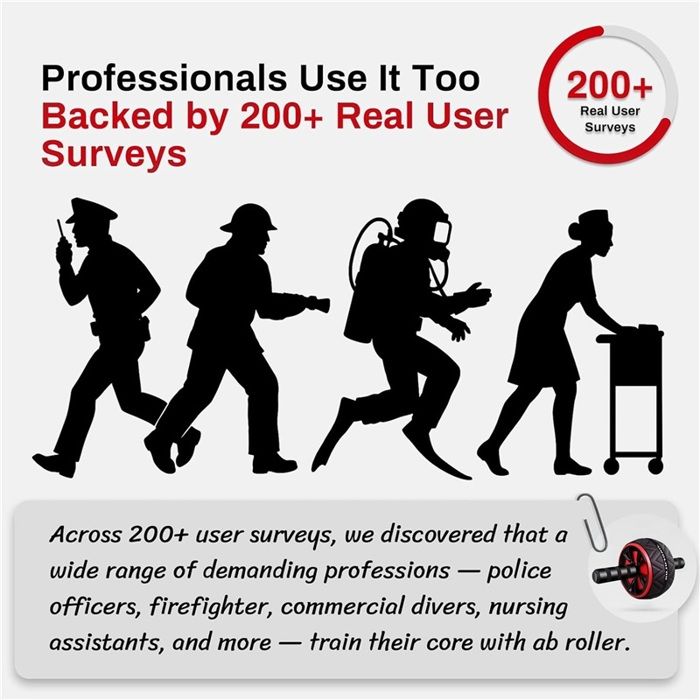 Professionals Use It Too
Backed by 200+ Real User
Surveys
200+
Real User
Surveys
Across 200+ user surveys, we discovered that a
wide range of demanding professions — police
officers, firefighter, commercial divers, nursing
assistants, and more — train their core with ab roller.